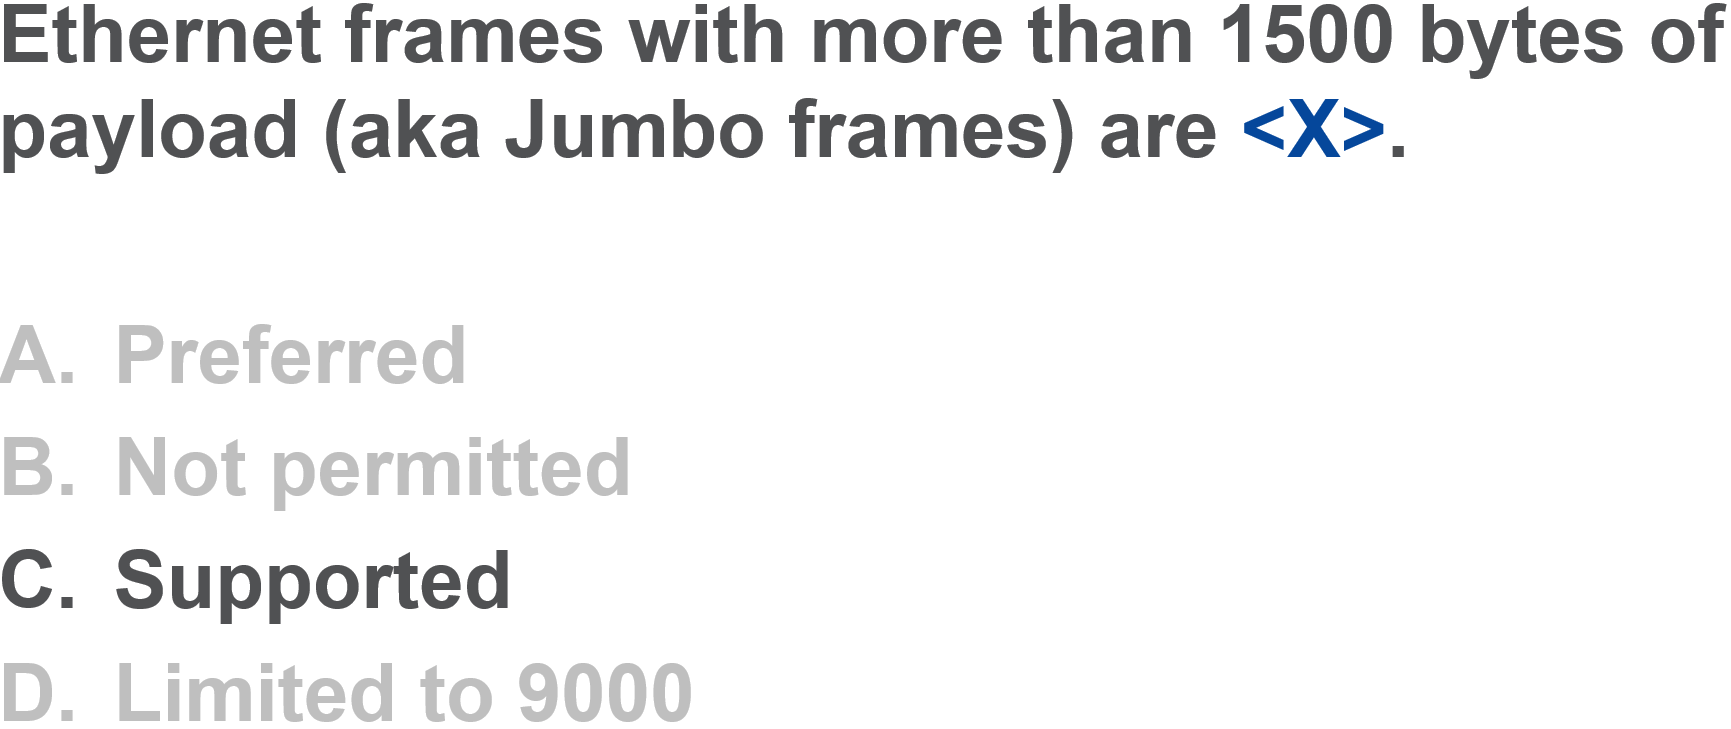 Ethernet frames with more than 1500 bytes of
payload (aka Jumbo frames) are <X>.
A. Preferred
B. Not permitted
C. Supported
D. Limited to 9000